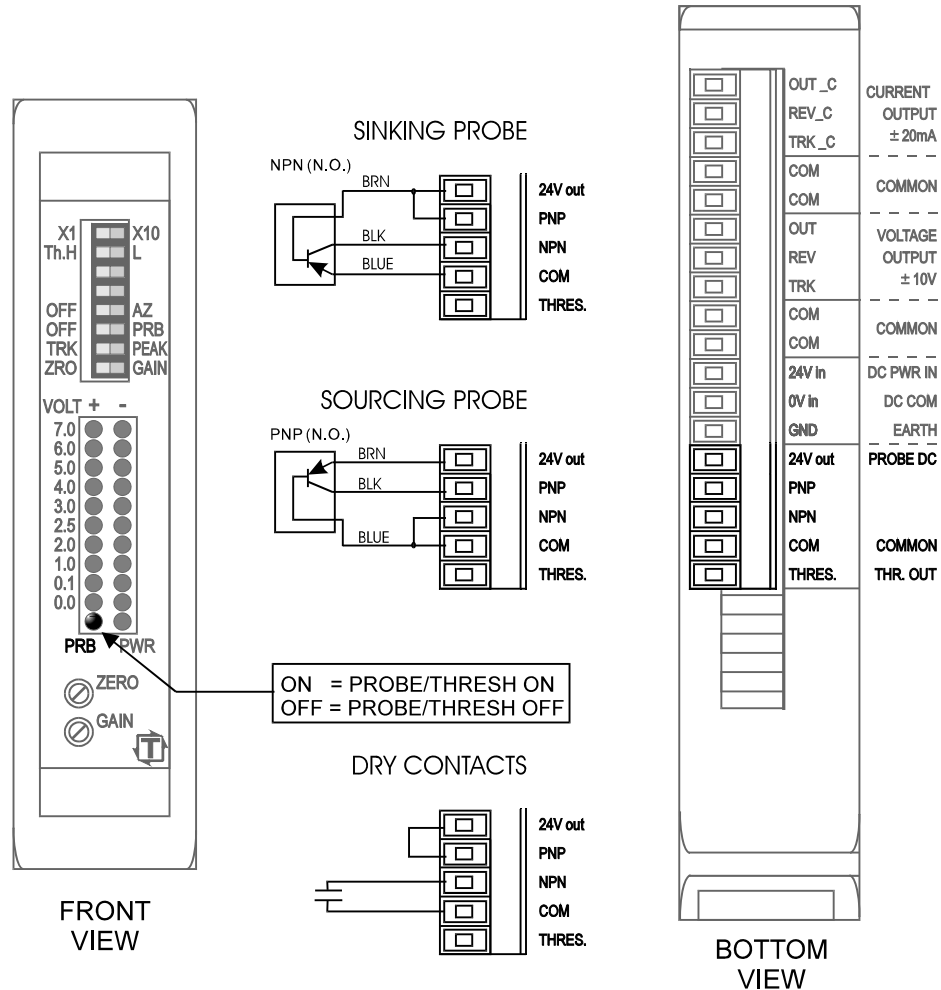 X1 X10
Th.H L
OFF AZ
OFF PRB
TRK PEAK
ZRO GAIN
VOLT + -
7.0
6.0
5.0
4.0
3.0
2.5
2.0
1.0
0.1
0.0
PRB PWR
ZERO
GAIN
T
FRONT
VIEW
SINKING PROBE
NPN (N.O.)
BRN
BLK
BLUE
24V out
PNP
NPN
COM
THRES.
SOURCING PROBE
PNP (N.O.)
BRN
BLK
BLUE
24V out
PNP
NPN
COM
THRES.
ON = PROBE/THRESH ON
OFF = PROBE/THRESH OFF
DRY CONTACTS
24V out
PNP
NPN
COM
THRES.
OUT _C CURRENT
REV_C OUTPUT
TRK _C ± 20mA
COM
COM COMMON
OUT VOLTAGE
REV OUTPUT
TRK ± 10V
COM
COM COMMON
24V in DC PWR IN
0V in DC COM
GND EARTH
24V out PROBE DC
PNP
NPN
COM COMMON
THRES. THR. OUT
BOTTOM
VIEW